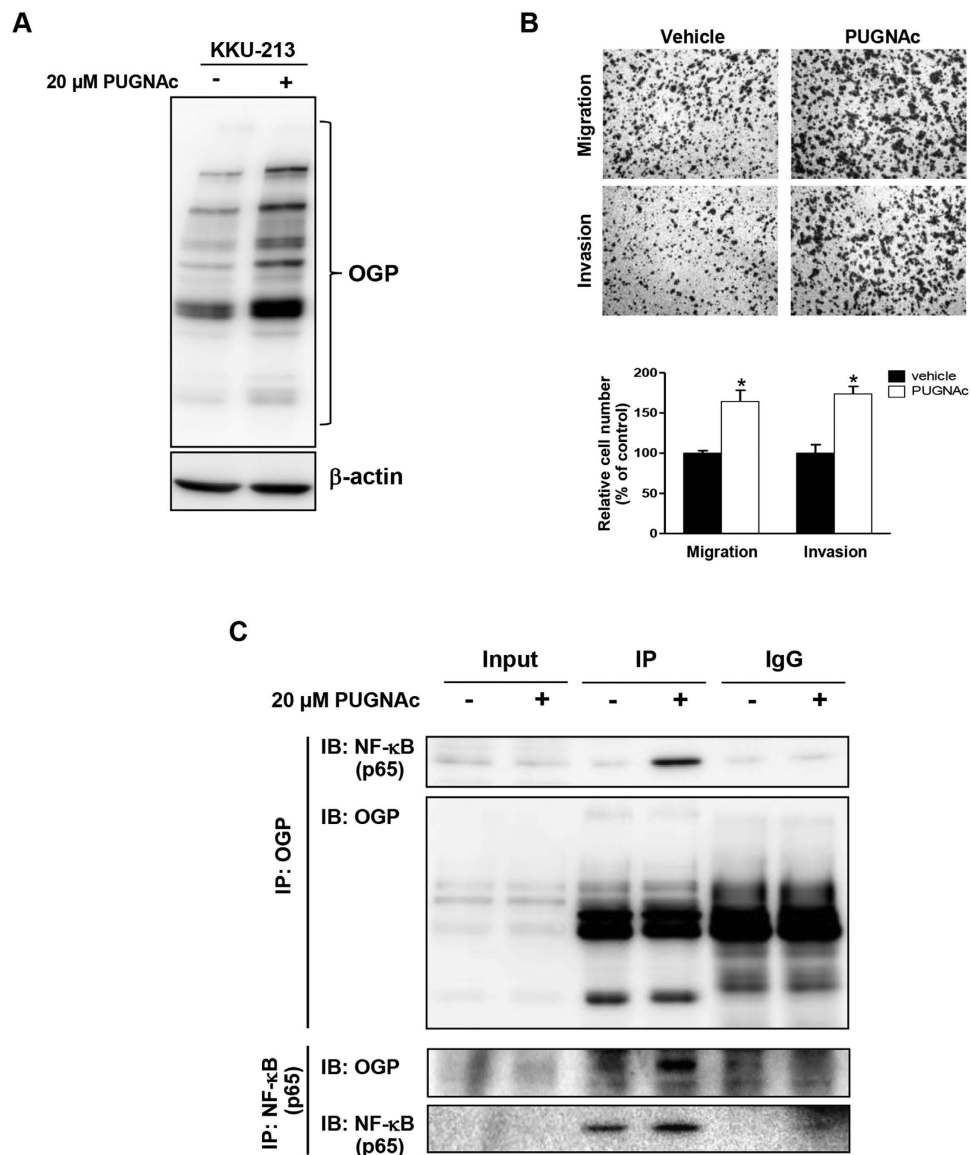 A
KKU-213
20 µM PUGNAc - +
OGP
β-actin
B
Vehicle PUGNAc
Migration
Invasion
Relative cell number
(% of control)
200
150
100
50
0
* *
vehicle
PUGNAc
Migration Invasion
C
Input IP IgG
20 µM PUGNAc - + - + - +
IP: OGP
IB: NF-κB
(p65)
IB: OGP
IP: NF-κB
(p65)
IB: OGP
IB: NF-κB
(p65)